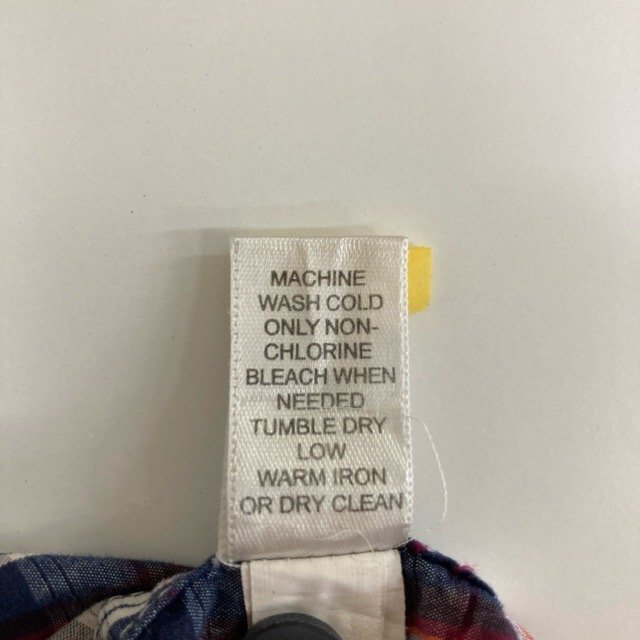 MACHINE
WASH COLD
ONLY NON-
CHLORINE
BLEACH WHEN
NEEDED
TUMBLE DRY
LOW
WARM IRON
OR DRY CLEAN